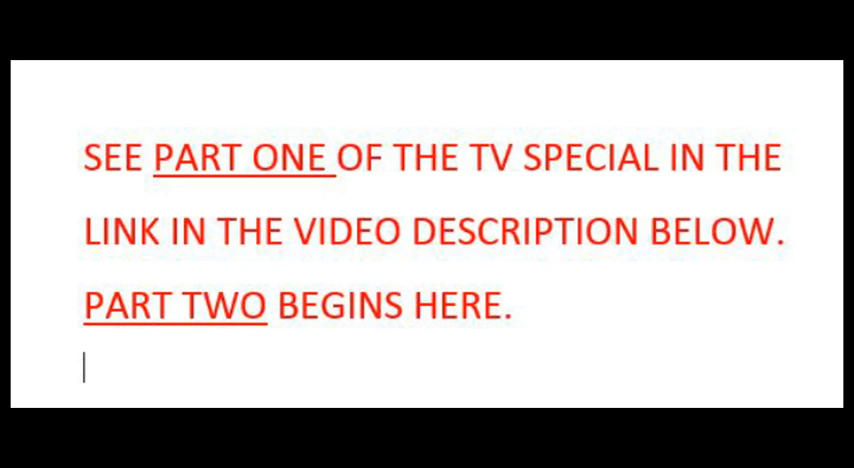 SEE PART ONE OF THE TV SPECIAL IN THE
LINK IN THE VIDEO DESCRIPTION BELOW.
PART TWO BEGINS HERE.